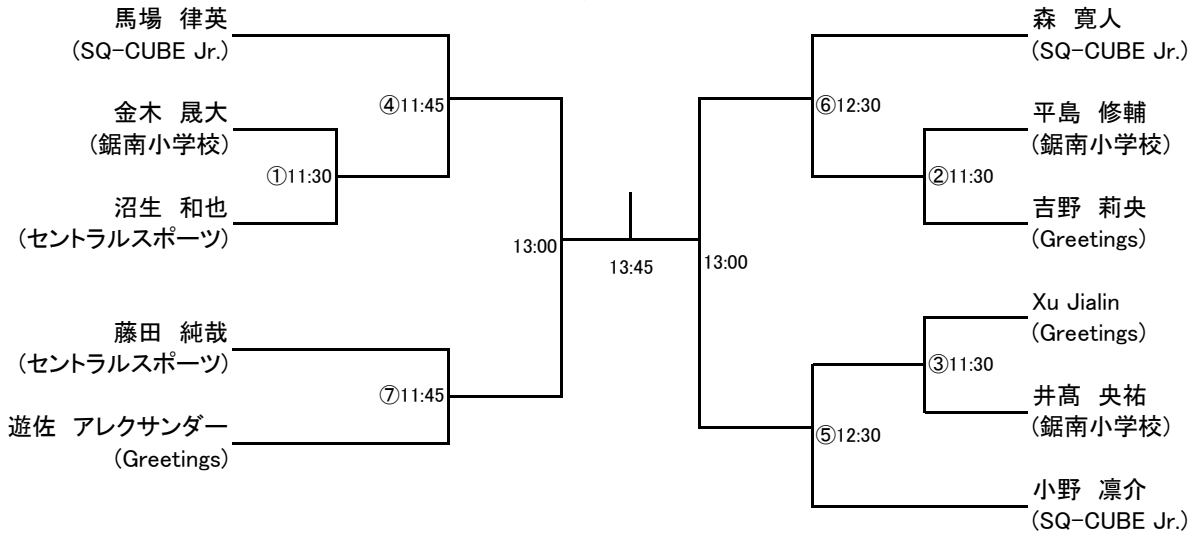 馬場 律英
(SQ-CUBE Jr.)
④11:45
金木 晟大
(鋸南小学校)
①11:30
沼生 和也
(セントラルスポーツ)
13:00
藤田 純哉
(セントラルスポーツ)
⑦11:45
遊佐 アレクサンダー
(Greetings)
13:45
森 寛人
(SQ-CUBE Jr.)
⑥12:30
平島 修輔
(鋸南小学校)
②11:30
吉野 莉央
(Greetings)
13:00
Xu Jialin
(Greetings)
③11:30
井髙 央祐
(鋸南小学校)
⑤12:30
小野 凛介
(SQ-CUBE Jr.)